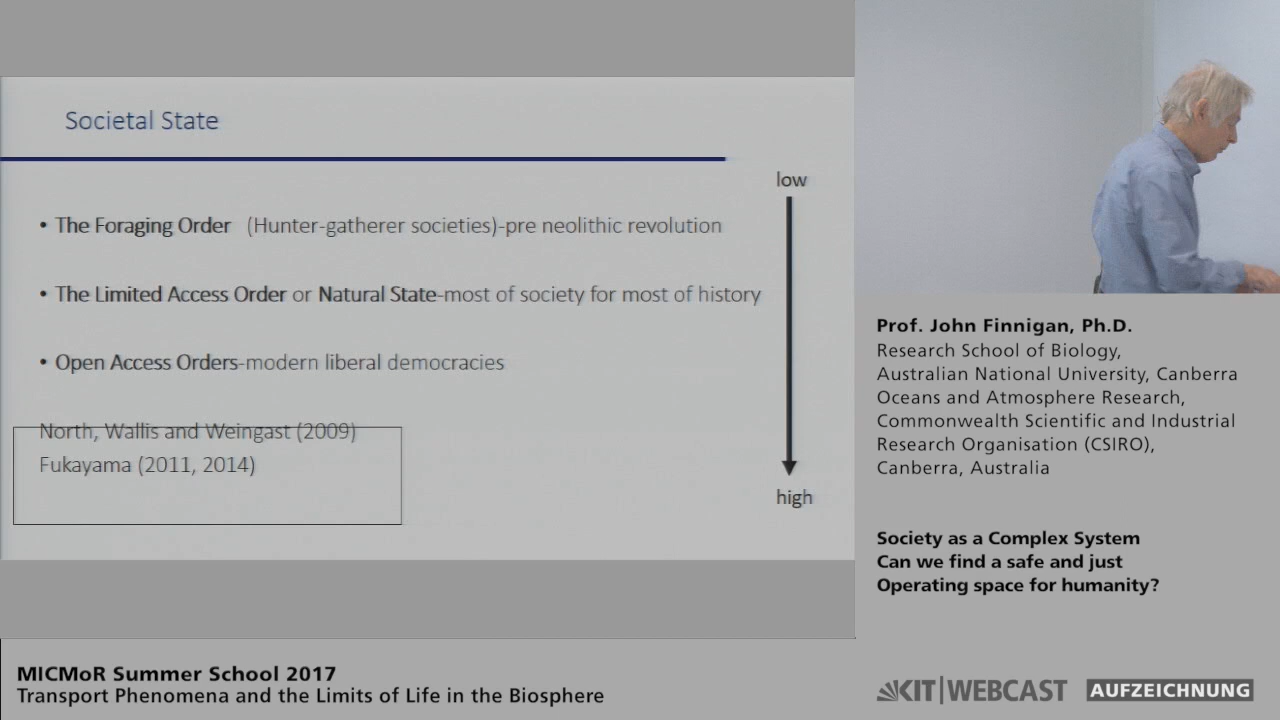 Societal State
low
• The Foraging Order (Hunter-gatherer societies)-pre neolithic revolution
• The Limited Access Order or Natural State-most of society for most of history
• Open Access Orders-modern liberal democracies
North, Wallis and Weingast (2009)
Fukayama (2011, 2014)
high
Prof. John Finnigan, Ph.D.
Research School of Biology,
Australian National University, Canberra
Oceans and Atmosphere Research,
Commonwealth Scientific and Industrial
Research Organisation (CSIRO),
Canberra, Australia
Society as a Complex System
Can we find a safe and just
Operating space for humanity?
MICMoR Summer School 2017
Transport Phenomena and the Limits of Life in the Biosphere
KIT|WEBCAST AUFZEICHNUNG